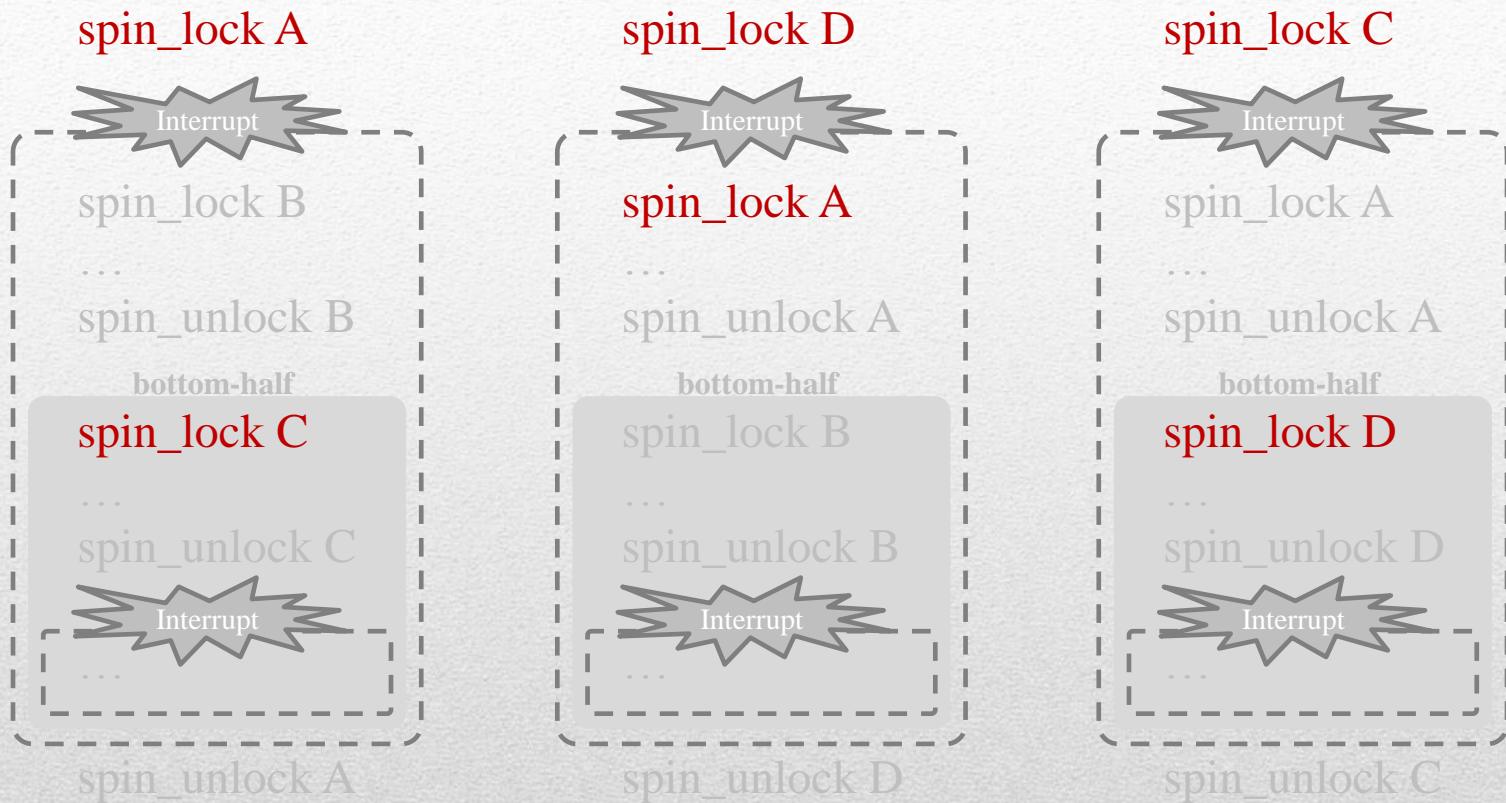 spin_lock A
Interrupt
spin_lock B
...
spin_unlock B
bottom-half
spin_lock C
...
spin_unlock C
Interrupt
...
spin_unlock A
spin_lock D
Interrupt
spin_lock A
...
spin_unlock A
bottom-half
spin_lock B
...
spin_unlock B
Interrupt
...
spin_unlock D
spin_lock C
Interrupt
spin_lock A
...
spin_unlock A
bottom-half
spin_lock D
...
spin_unlock D
Interrupt
...
spin_unlock C